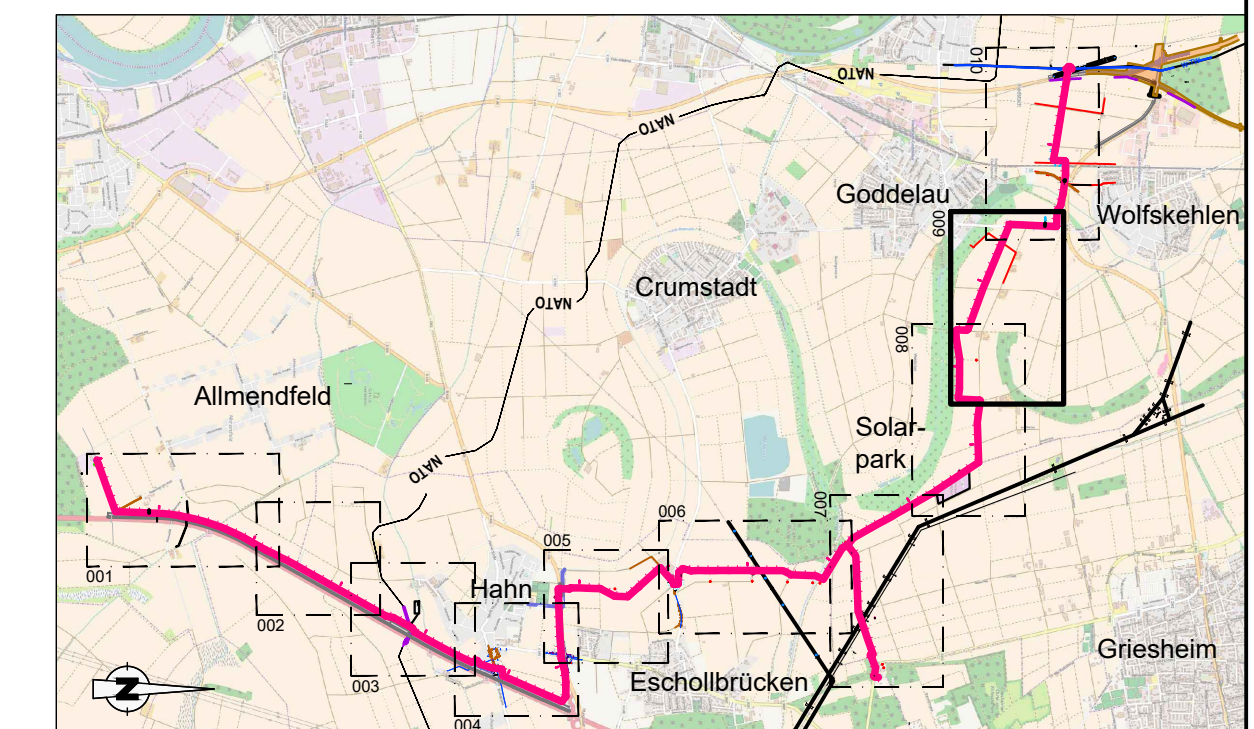 010
NATO
NATO
Goddelau
009
Wolfskehlen
Crumstadt
NATO
008
Allmendfeld
Solar-
park
NATO
007
006
005
001
Hahn
002
003
Griesheim
Eschollbrücken
N
004